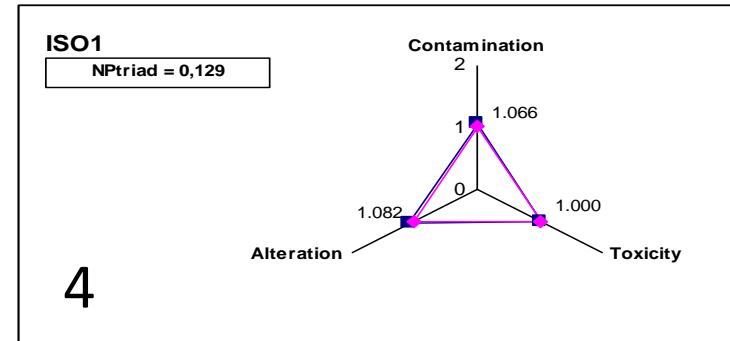 ISO1
NPtriad = 0,129
Contamination
2
1.066
1
0
1.082
1.000
Alteration
Toxicity
4